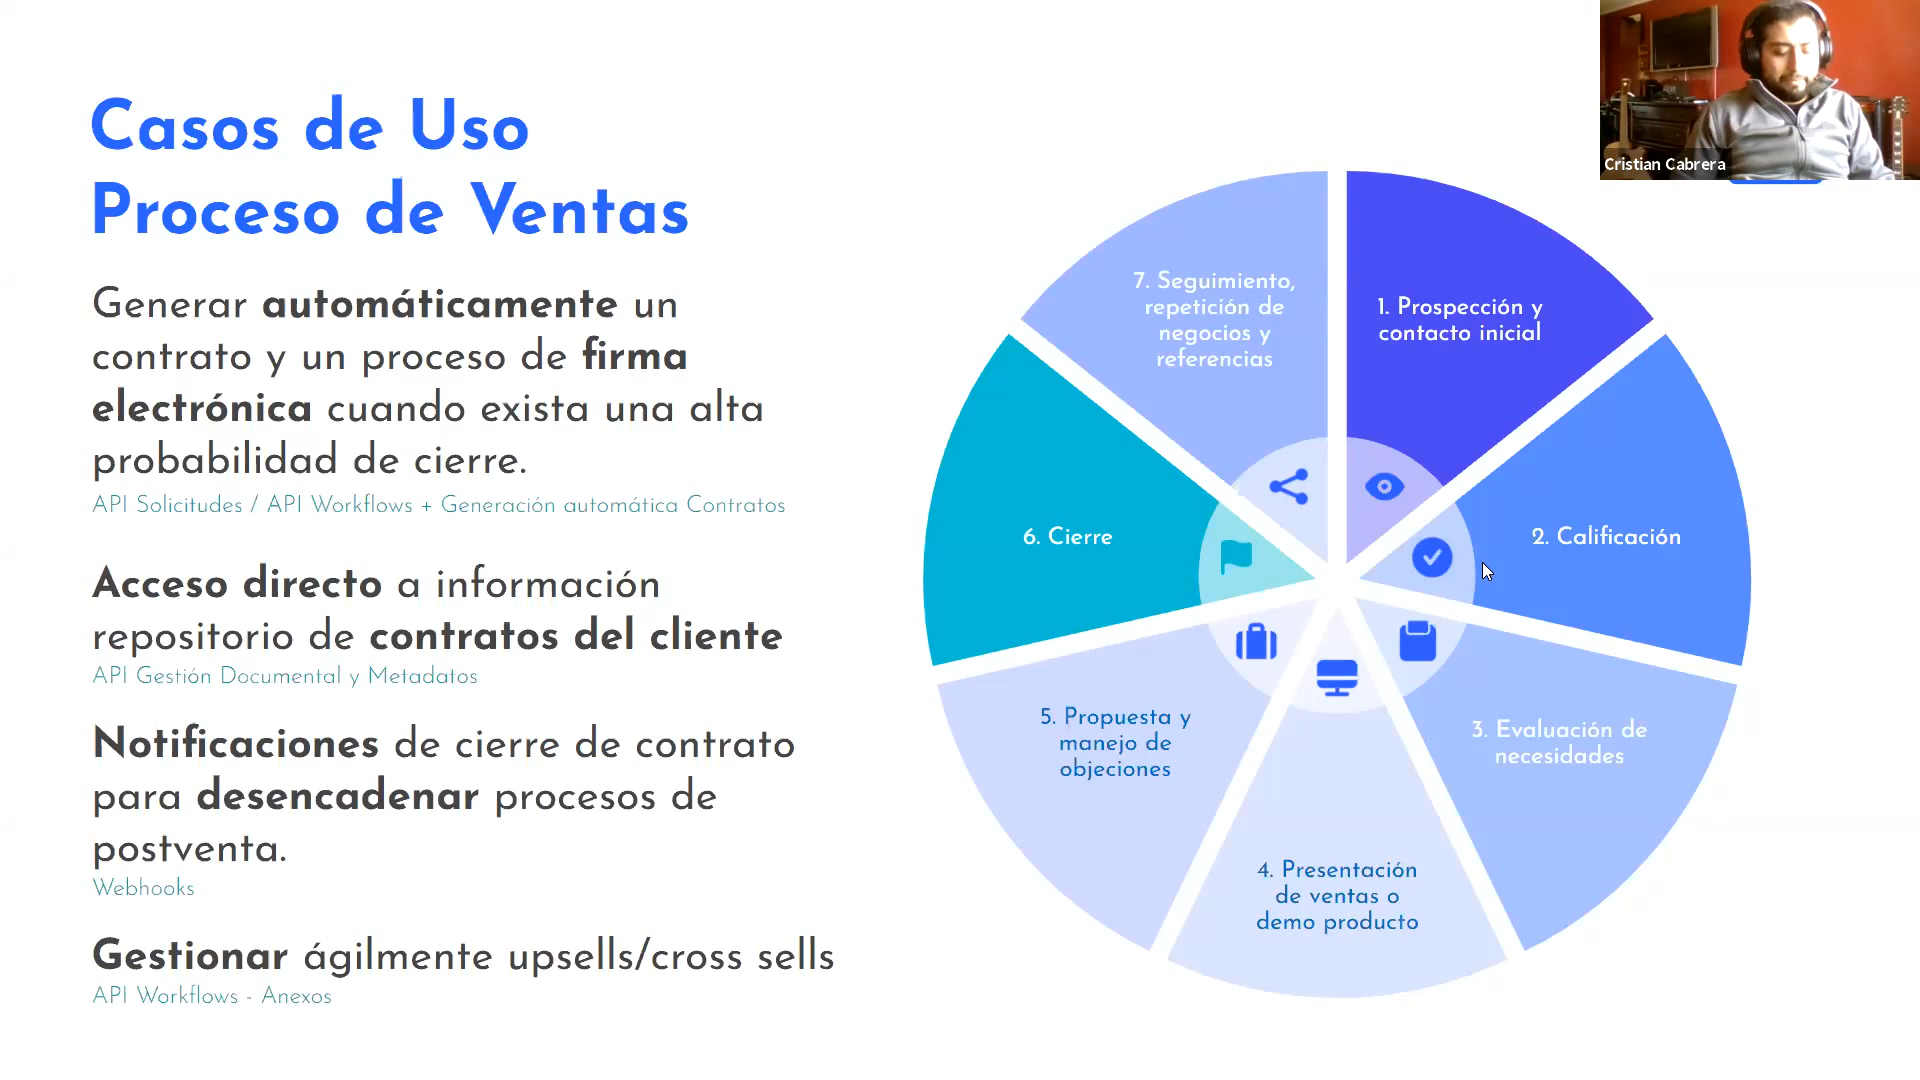 Casos de Uso
Proceso de Ventas
Generar automáticamente un
contrato y un proceso de firma
electrónica cuando exista una alta
probabilidad de cierre.
API Solicitudes / API Workflows + Generación automática Contratos
Acceso directo a información
repositorio de contratos del cliente
API Gestión Documental y Metadatos
Notificaciones de cierre de contrato
para desencadenar procesos de
postventa.
Webhooks
Gestionar ágilmente upsells/cross sells
API Workflows - Anexos
1. Prospección y
contacto inicial
2. Calificación
3. Evaluación de
necesidades
4. Presentación
de ventas o
demo producto
5. Propuesta y
manejo de
objeciones
6. Cierre
7. Seguimiento,
repetición de
negocios y
referencias
Cristian Cabrera